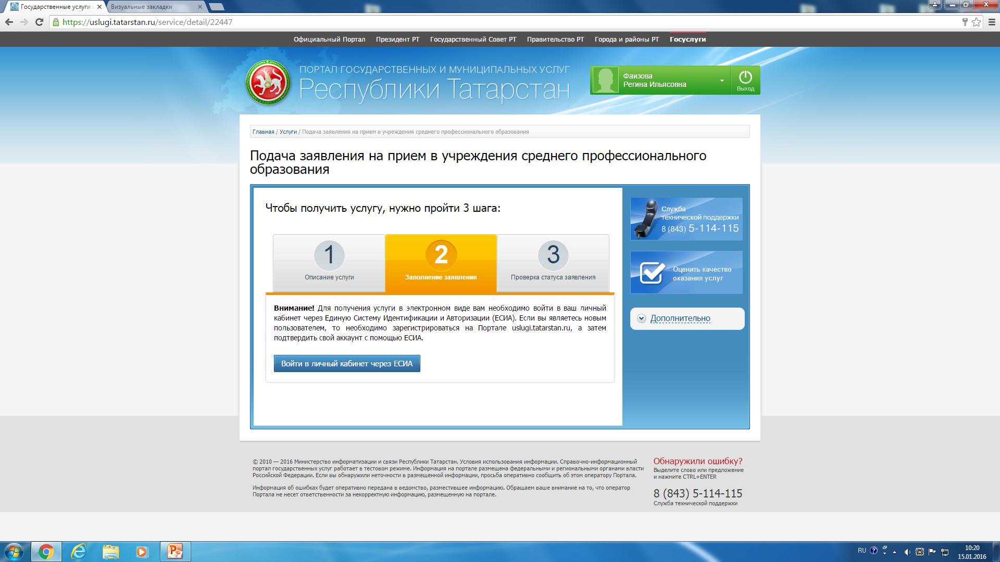 Государственные услуги
Визуальные закладки
https://uslugi.tatarstan.ru/service/detail/22447
Официальный Портал Президент РТ Государственный Совет РТ Правительство РТ Города и районы РТ Госуслуги
ПОРТАЛ ГОСУДАРСТВЕННЫХ И МУНИЦИПАЛЬНЫХ УСЛУГ
Республики Татарстан
Фаизова
Регина Ильясовна
Выход
Главная / Услуги / Подача заявления на прием в учреждения среднего профессионального образования
Подача заявления на прием в учреждения среднего профессионального
образования
Чтобы получить услугу, нужно пройти 3 шага:
1
Описание услуги
2
Заполнение заявления
3
Проверка статуса заявления
Внимание! Для получения услуги в электронном виде вам необходимо войти в ваш личный
кабинет через Единую Систему Идентификации и Авторизации (ЕСИА). Если вы являетесь новым
пользователем, то необходимо зарегистрироваться на Портале uslugi.tatarstan.ru, а затем
подтвердить свой аккаунт с помощью ЕСИА.
Войти в личный кабинет через ЕСИА
Служба
технической поддержки
8 (843) 5-114-115
Оценить качество
оказания услуг
Дополнительно
© 2010 — 2016 Министерство информатизации и связи Республики Татарстан. Условия использования информации. Справочно-информационный
портал государственных услуг работает в тестовом режиме. Информация на портале размещена федеральными и региональными органами власти
Российской Федерации. Если вы обнаружили неточности в размещенной информации, просьба оперативно сообщить об этом оператору Портала.
Информация об ошибках будет оперативно передана в ведомство, разместившее информацию. Обращаем ваше внимание на то, что оператор
Портала не несет ответственности за некорректную информацию, размещенную на портале.
Обнаружили ошибку?
Выделите слово или предложение
и нажмите CTRL+ENTER
8 (843) 5-114-115
Служба технической поддержки
RU
10:20
15.01.2016